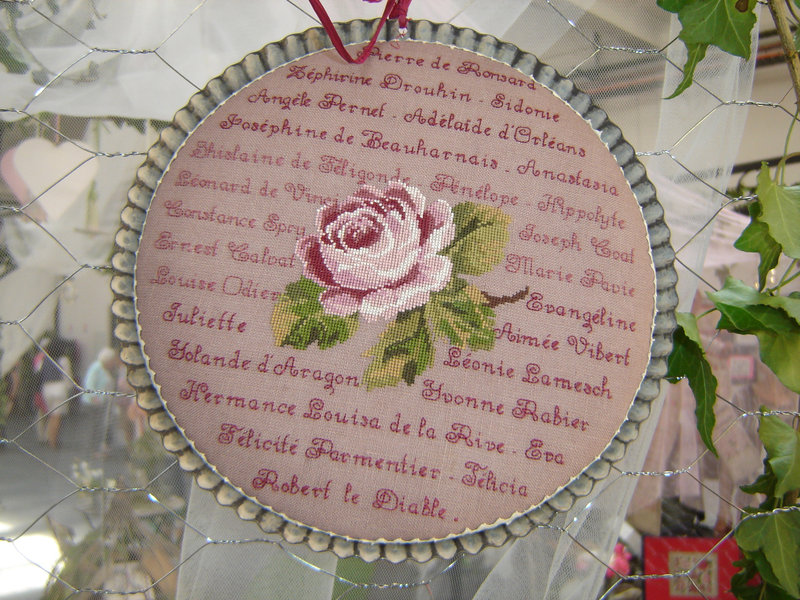 Pierre de Ronsard
Zéphirine Drouhin - Sidonie
Angèle Pernet - Adélaïde d'Orléans
Joséphine de Beauharnais - Anastasia
Ghislaine de Féligonde Pénélope - Hippolyte
Léonard de Vinci
Constance Spry Joseph Goat
Ernest Calvat Marie Pavie
Louise Odier Evangéline
Juliette Aimée Vibert
Yolande d'Aragon Léonie Lamesch
Yvonne Rabier
Hermance Louisa de la Rive - Eva
Félicité Parmentier - Félicia
Robert le Diable.